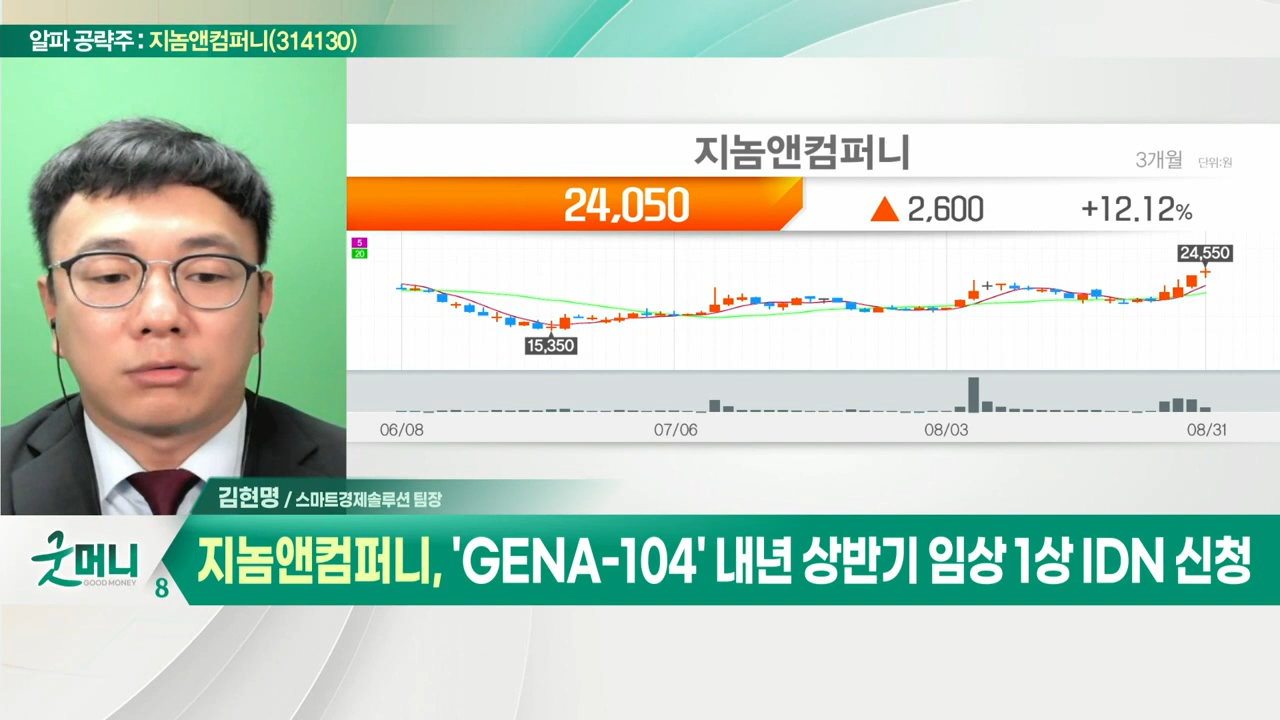 알파 공략주 : 지놈앤컴퍼니(314130)
지놈앤컴퍼니
3개월 단위:원
24,050 ▲ 2,600 +12.12%
5
20
24,550
15,350
06/08 07/06 08/03 08/31
김현명 / 스마트경제솔루션 팀장
굿머니
GOOD MONEY
8
지놈앤컴퍼니, 'GENA-104' 내년 상반기 임상 1상 IDN 신청